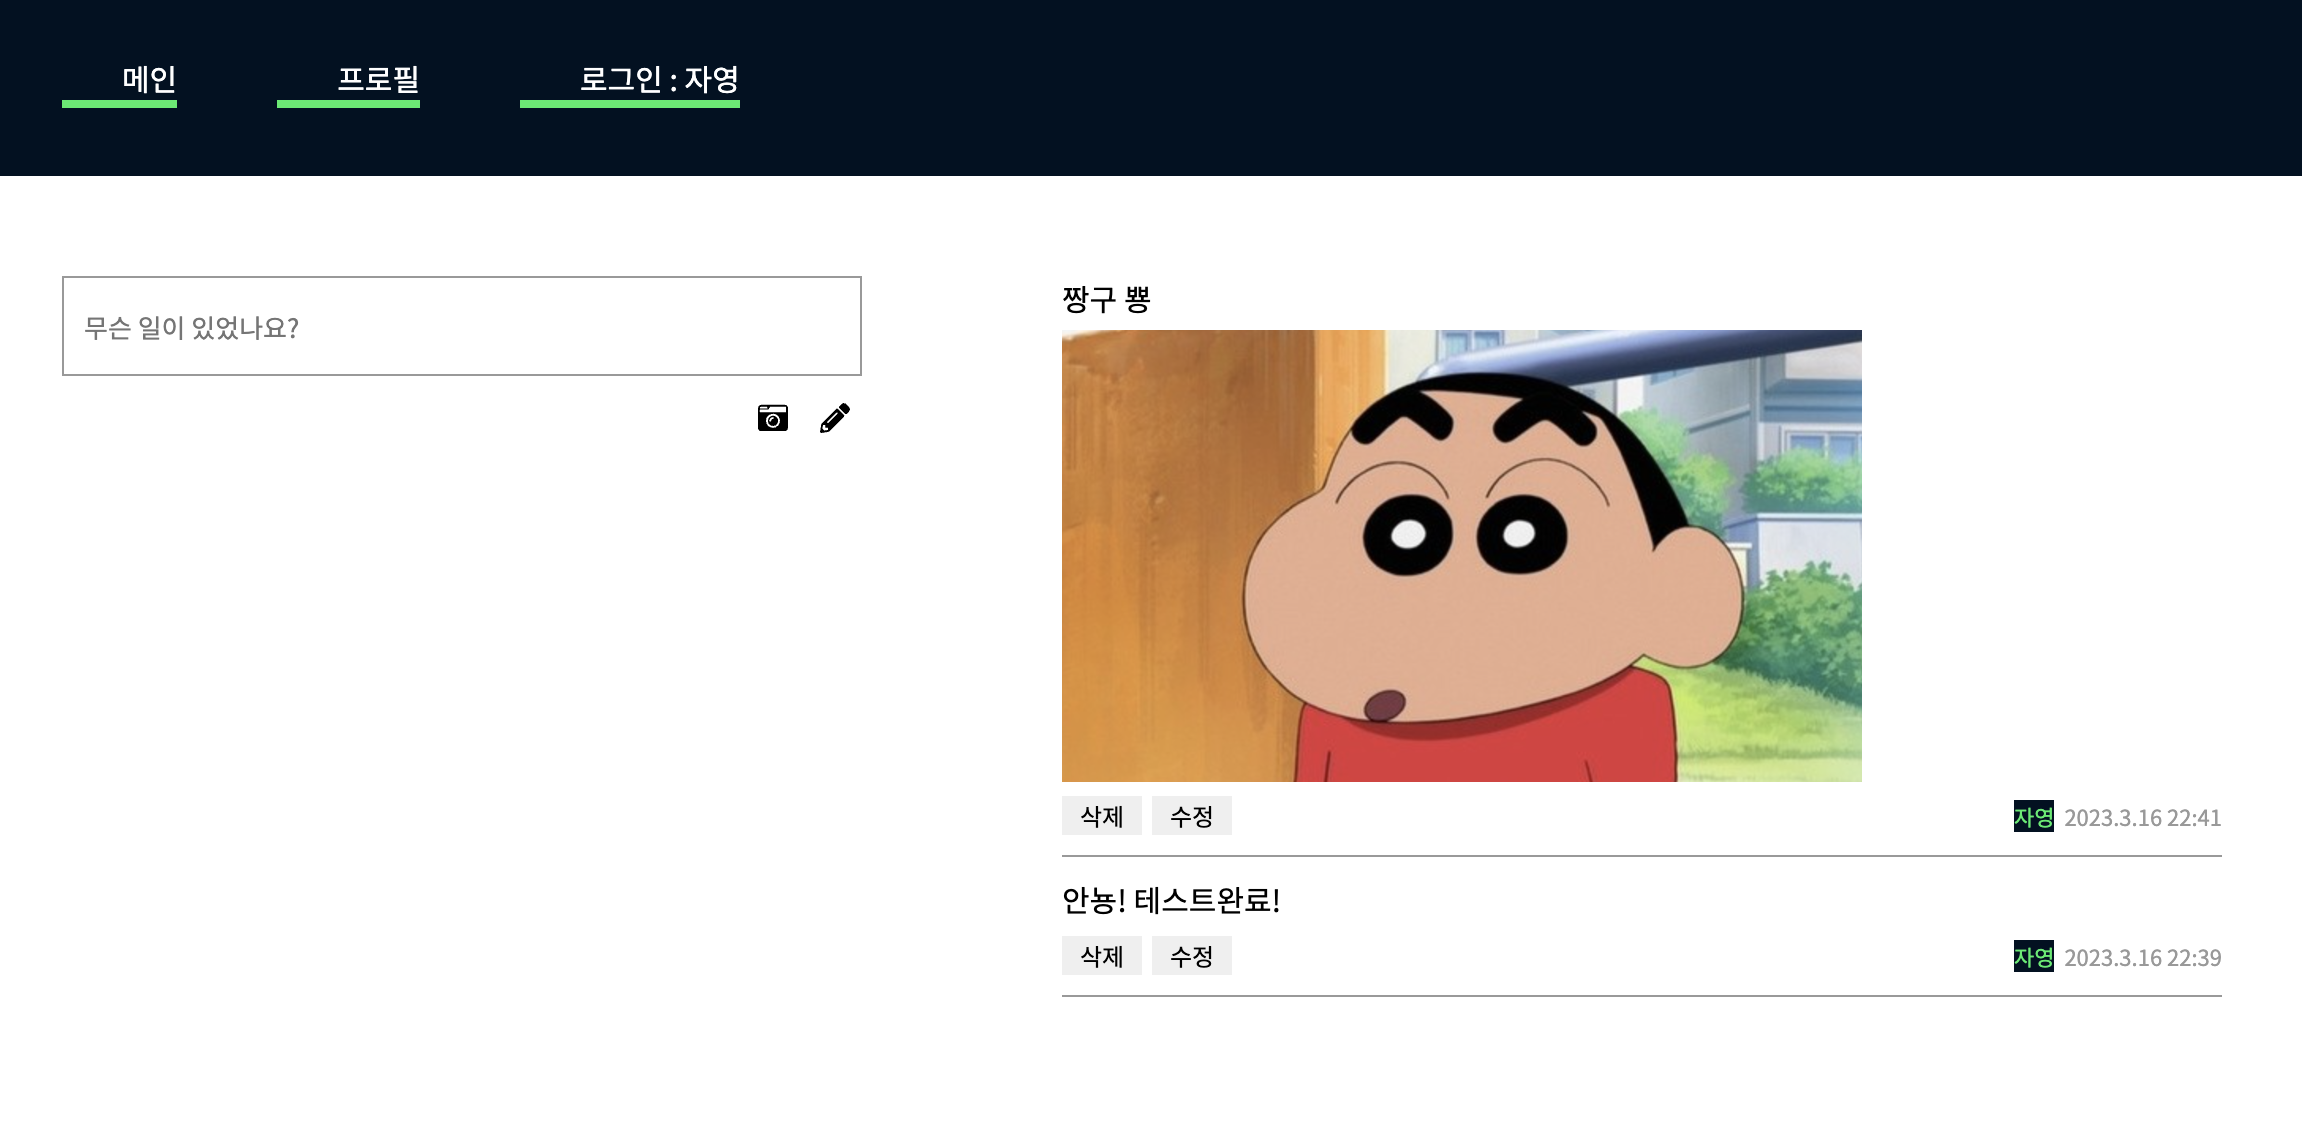 메인
프로필
로그인 : 자영
무슨 일이 있었나요?
짱구 뿅
삭제
수정
자영 2023.3.16 22:41
안뇽! 테스트완료!
삭제
수정
자영 2023.3.16 22:39